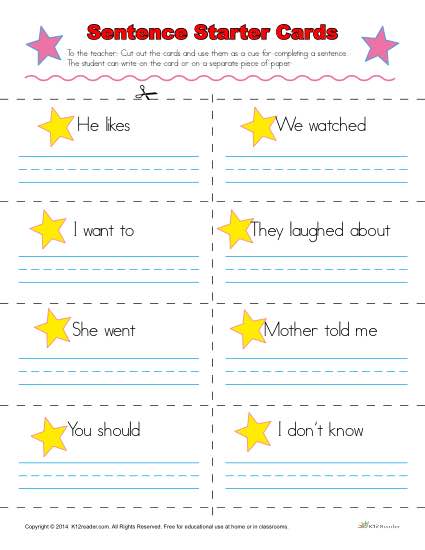 Sentence Starter Cards
To the teacher: Cut out the cards and use them as a cue for completing a sentence.
The student can write on the card or on a separate piece of paper.
He likes
We watched
I want to
They laughed about
She went
Mother told me
You should
I don't know
Copyright © 2014 K12reader.com. All Rights Reserved. Free for educational use at home or in classrooms.
K12Reader